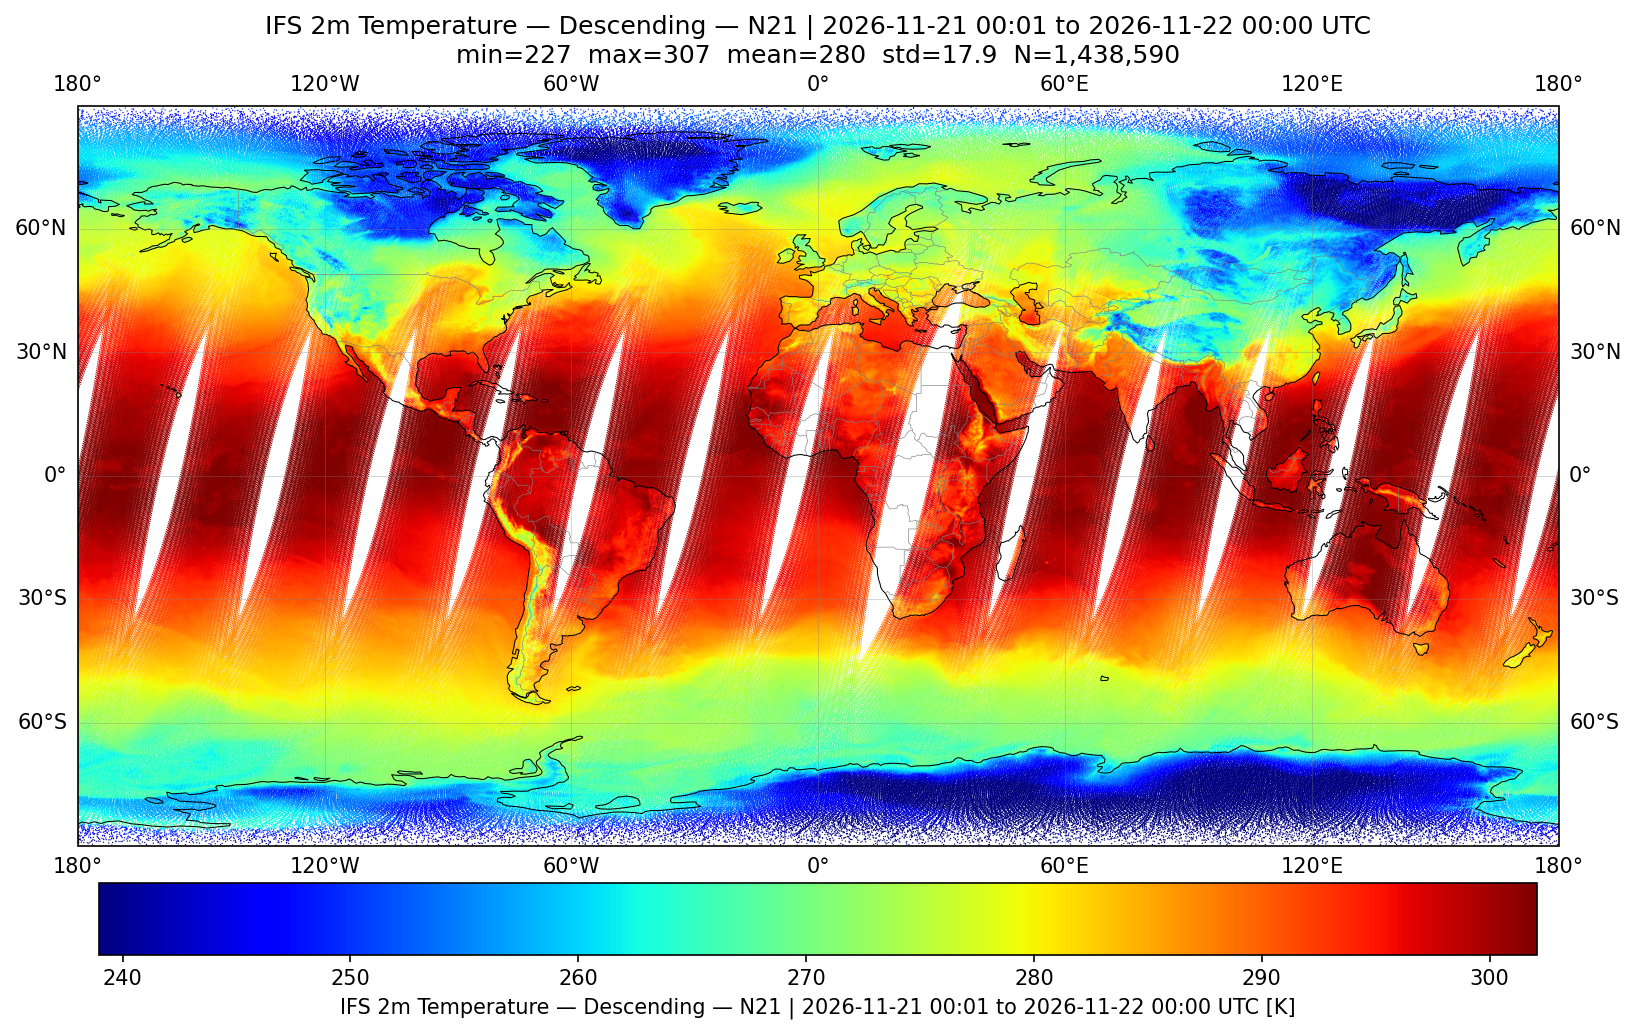 IFS 2m Temperature — Descending — N21 | 2026-11-21 00:01 to 2026-11-22 00:00 UTC
min=227 max=307 mean=280 std=17.9 N=1,438,590
180° 120°W 60°W 0° 60°E 120°E 180°
60°N 60°N
30°N 30°N
0° 0°
30°S 30°S
60°S 60°S
180° 120°W 60°W 0° 60°E 120°E 180°
240 250 260 270 280 290 300
IFS 2m Temperature — Descending — N21 | 2026-11-21 00:01 to 2026-11-22 00:00 UTC [K]